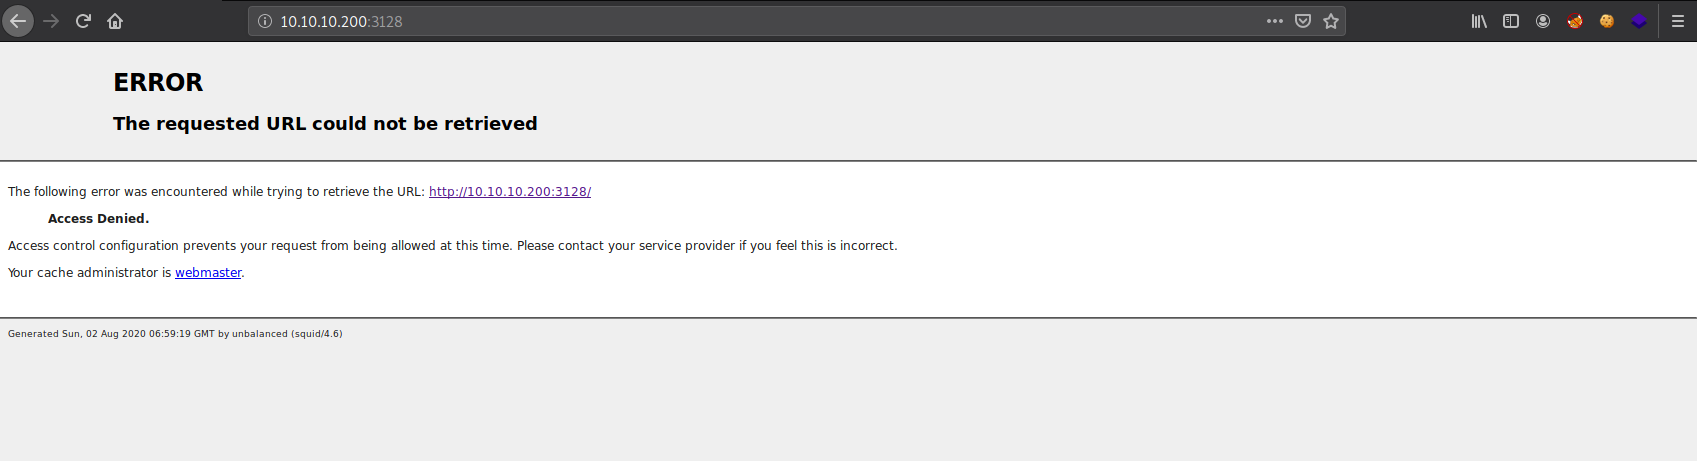 10.10.10.200:3128
ERROR
The requested URL could not be retrieved
The following error was encountered while trying to retrieve the URL: http://10.10.10.200:3128/
Access Denied.
Access control configuration prevents your request from being allowed at this time. Please contact your service provider if you feel this is incorrect.
Your cache administrator is webmaster.
Generated Sun, 02 Aug 2020 06:59:19 GMT by unbalanced (squid/4.6)